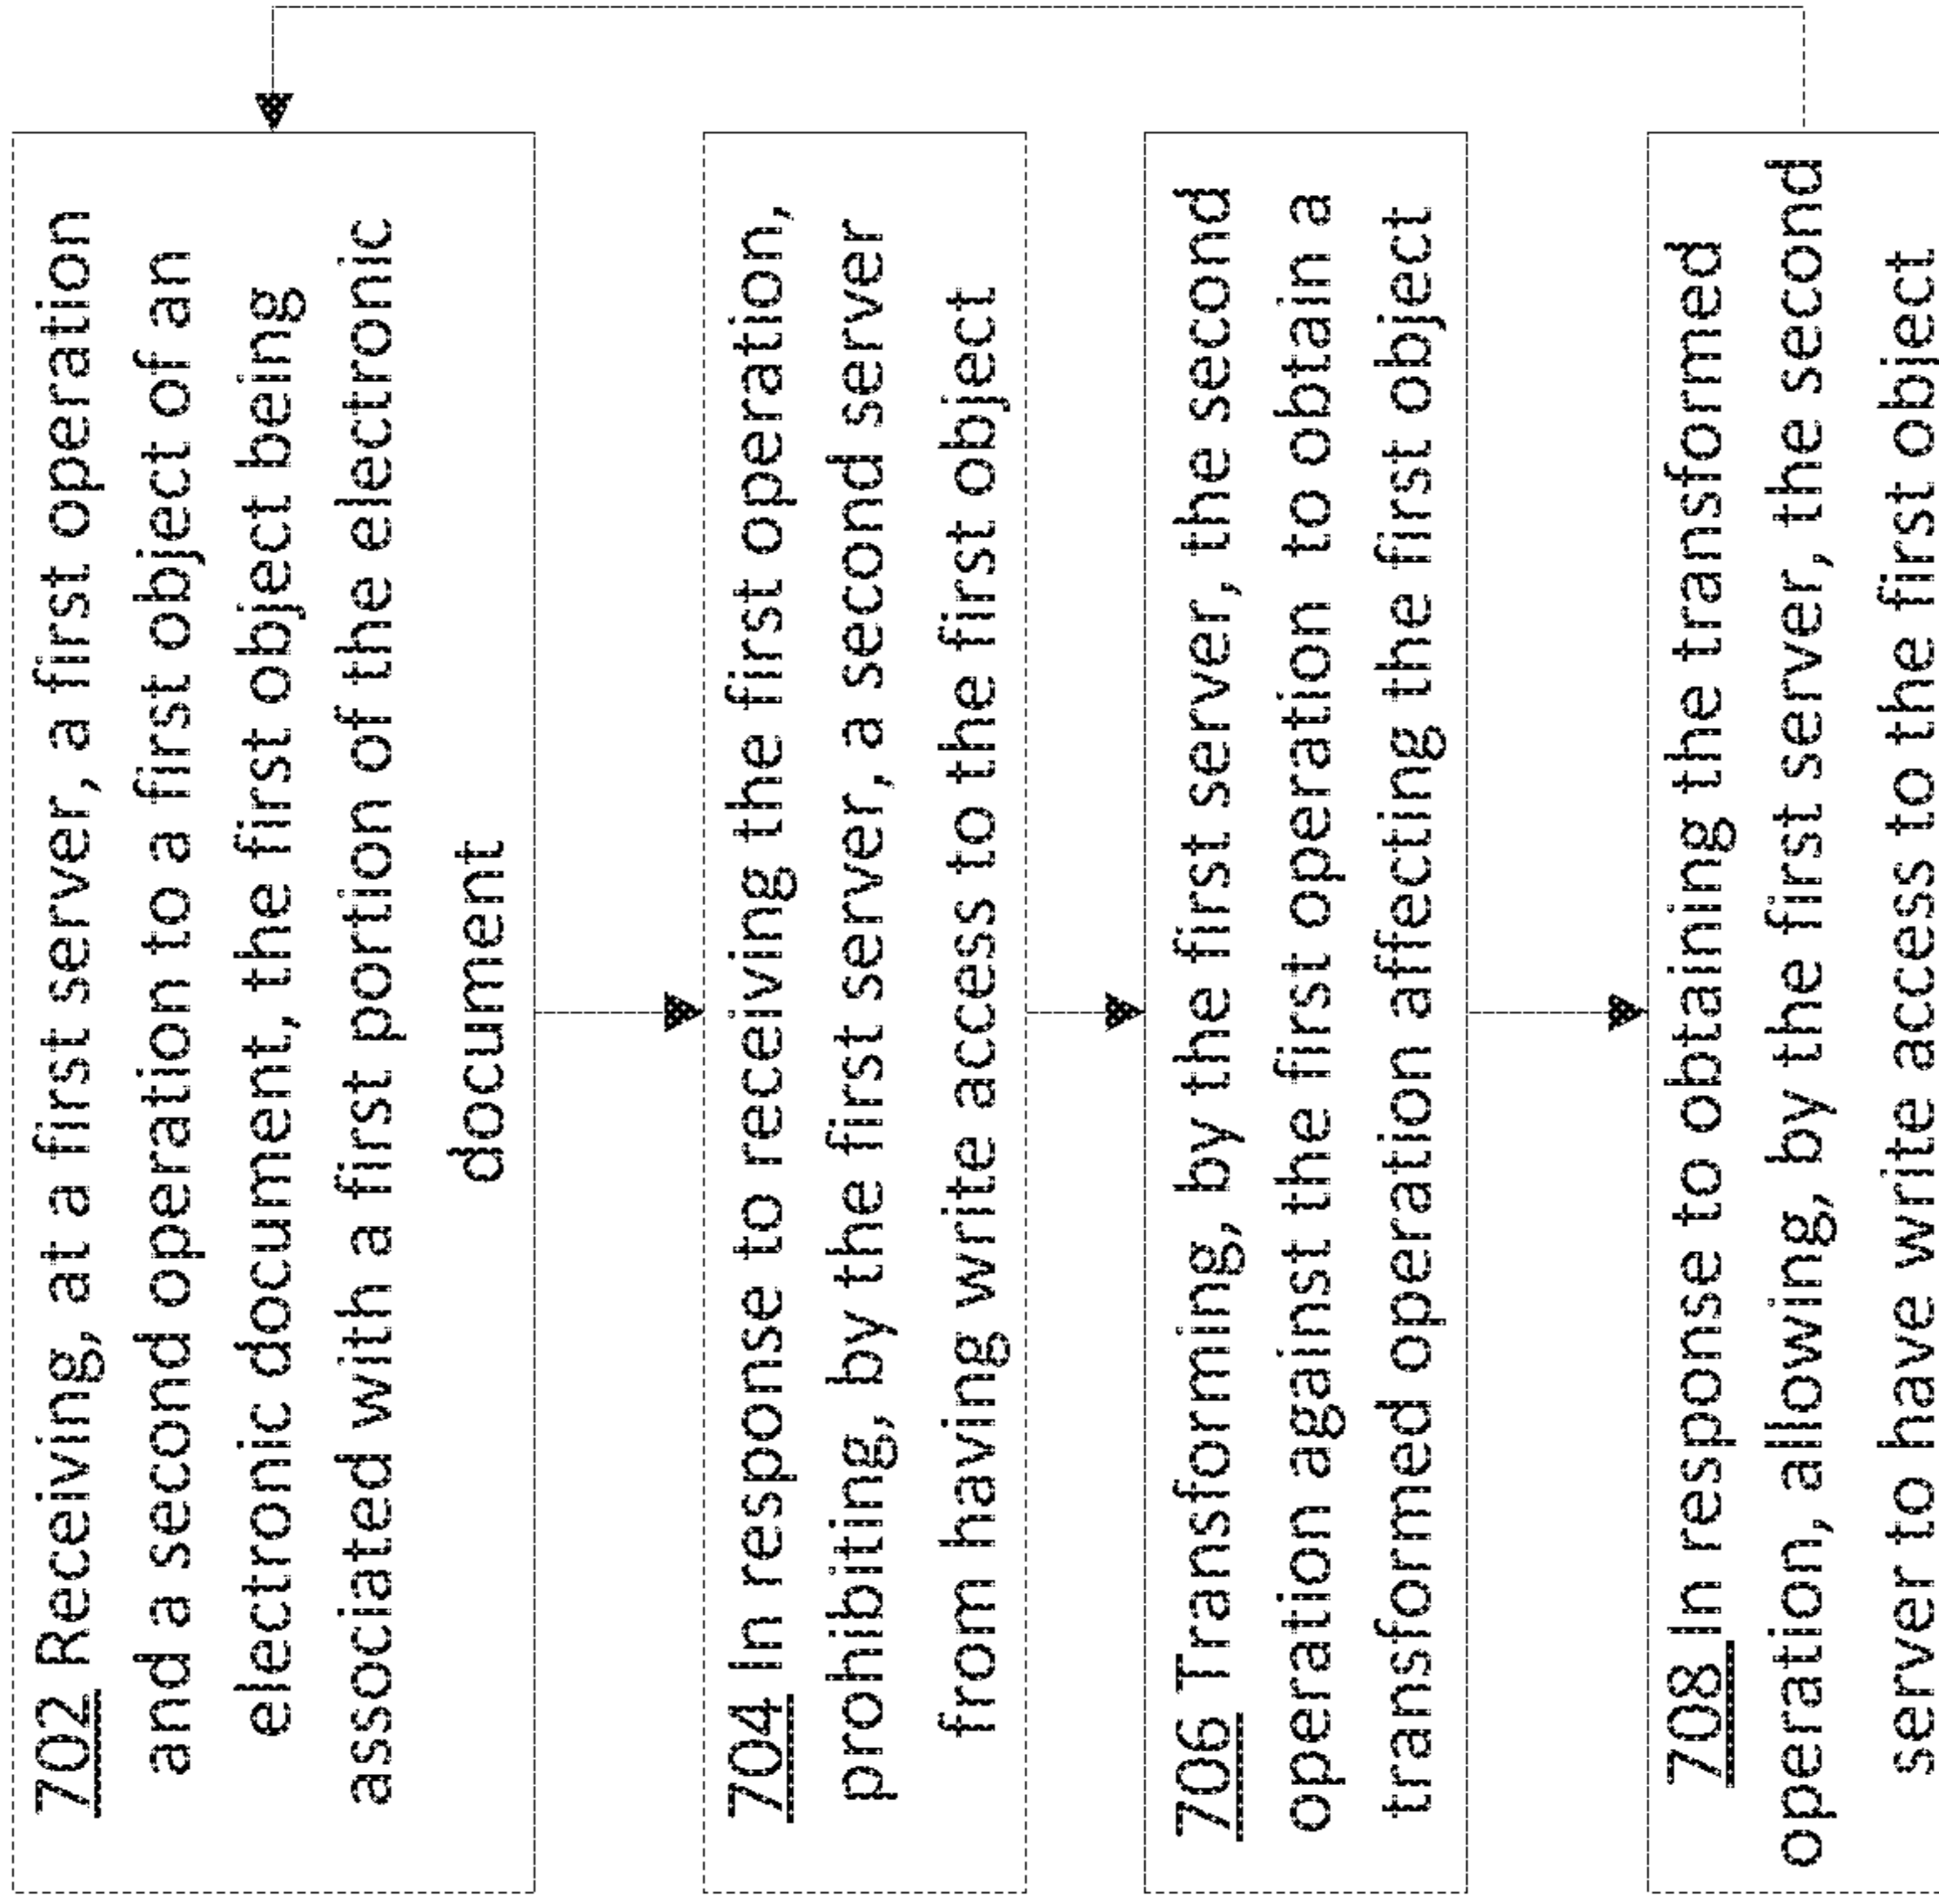 702 Receiving, at a first server, a first operation
and a second operation to a first object of an
electronic document, the first object being
associated with a first portion of the electronic
document
704 In response to receiving the first operation,
prohibiting, by the first server, a second server
from having write access to the first object
706 Transforming, by the first server, the second
operation against the first operation to obtain a
transformed operation affecting the first object
708 In response to obtaining the transformed
operation, allowing, by the first server, the second
server to have write access to the first object